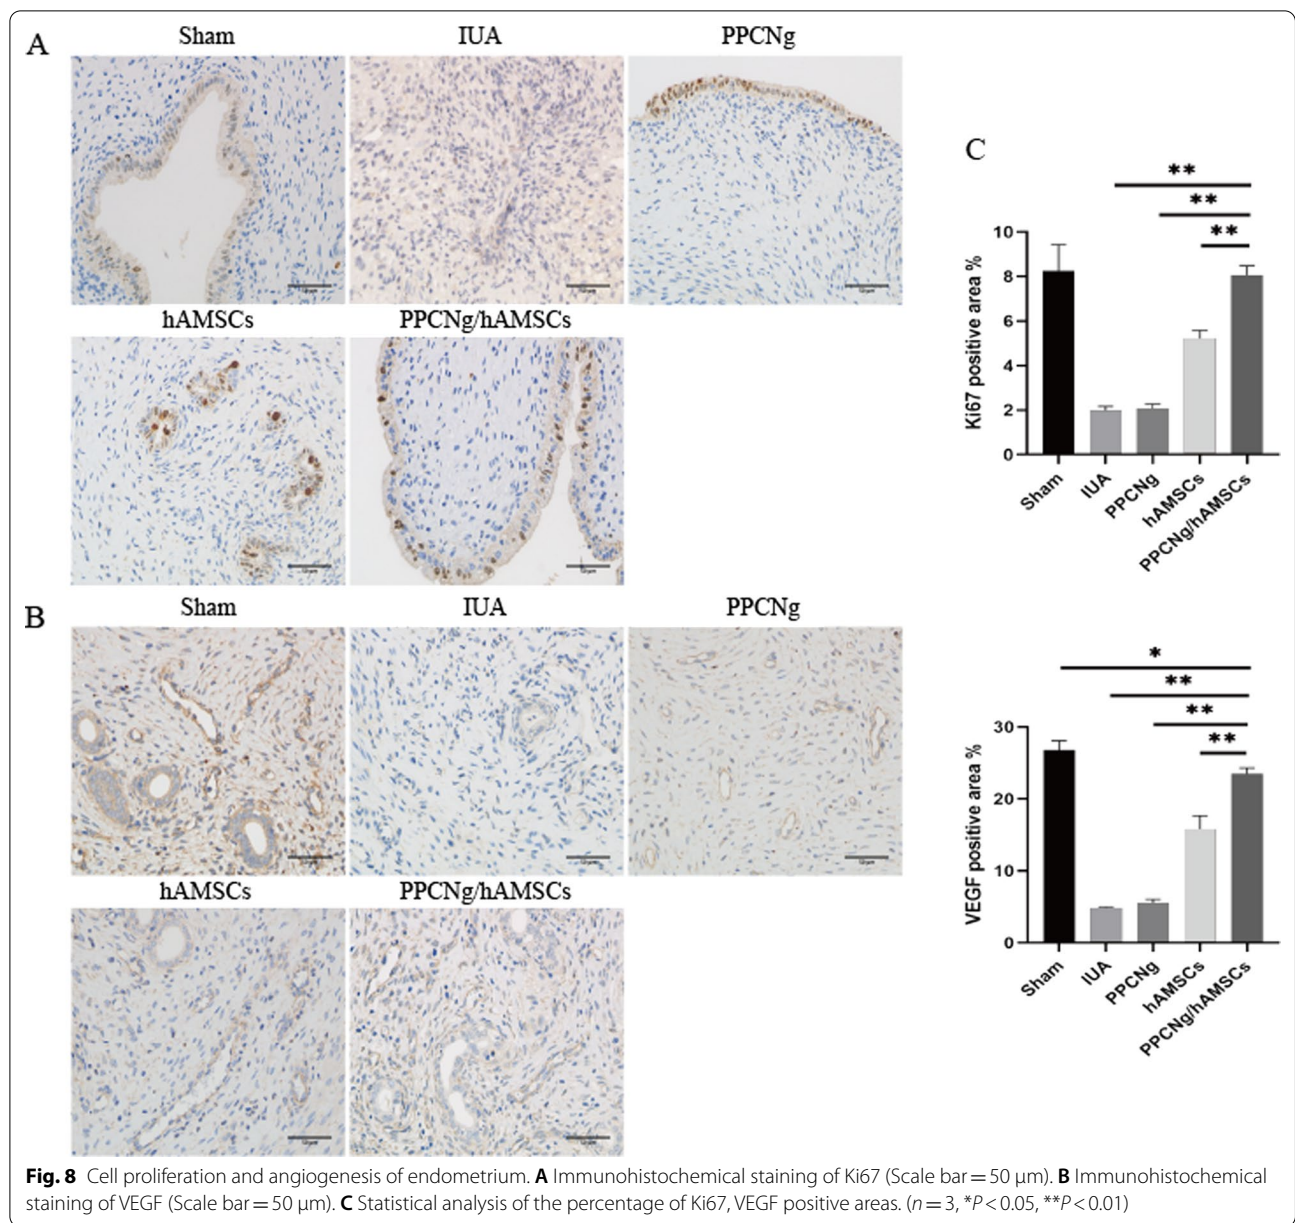 A
Sham
IUA
PPCNg
hAMSCs
PPCNg/hAMSCs
B
Sham
IUA
PPCNg
hAMSCs
PPCNg/hAMSCs
C
**
**
**
Ki67 positive area %
10
8
6
4
2
0
Sham
IUA
PPCNg
hAMSCs
PPCNg/hAMSCs
*
**
**
**
VEGF positive area %
30
20
10
0
Sham
IUA
PPCNg
hAMSCs
PPCNg/hAMSCs
Fig. 8 Cell proliferation and angiogenesis of endometrium. A Immunohistochemical staining of Ki67 (Scale bar = 50 μm). B Immunohistochemical
staining of VEGF (Scale bar = 50 μm). C Statistical analysis of the percentage of Ki67, VEGF positive areas. (n = 3, *P < 0.05, **P < 0.01)